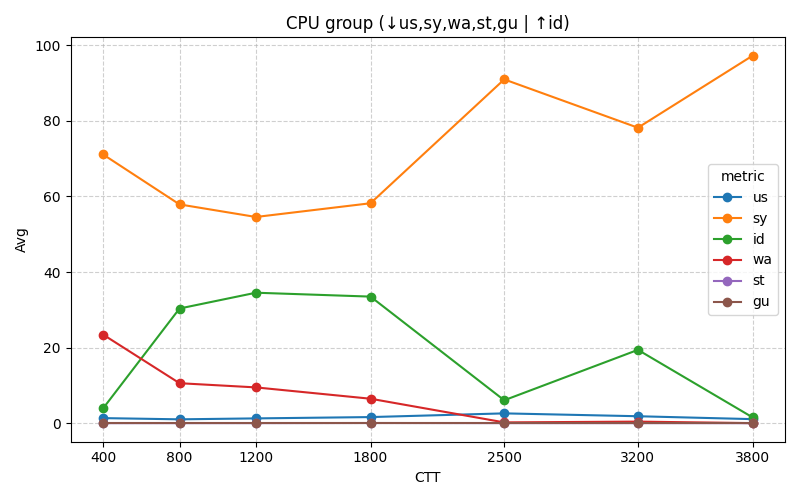 CPU group (↓us,sy,wa,st,gu | ↑id)
Avg
100
80
60
40
20
0
metric
us
sy
id
wa
st
gu
400 800 1200 1800 2500 3200 3800
CTT